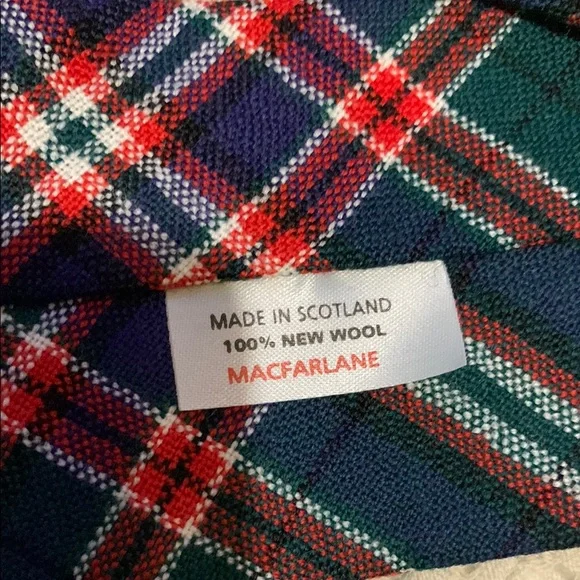 MADE IN SCOTLAND
100% NEW WOOL
MACFARLANE